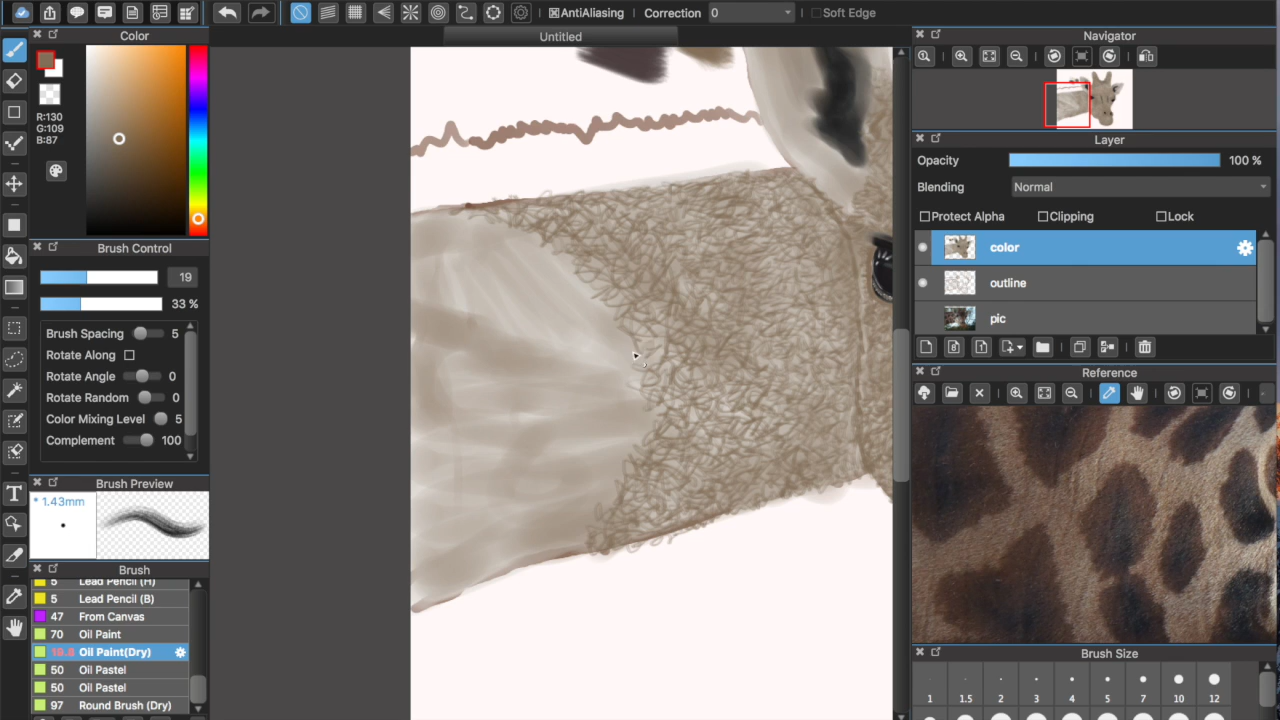 AntiAliasing
Correction
0
Soft Edge
Color
Untitled
Navigator
R:130
G:109
B:87
Layer
Opacity
100 %
Blending
Normal
Protect Alpha
Clipping
Lock
color
outline
pic
Brush Control
19
33 %
Brush Spacing
5
Rotate Along
Rotate Angle
0
Rotate Random
0
Color Mixing Level
5
Complement
100
Reference
Brush Preview
* 1.43mm
Brush
5 Lead Pencil (H)
5 Lead Pencil (B)
47 From Canvas
70 Oil Paint
19.8 Oil Paint(Dry)
50 Oil Pastel
50 Oil Pastel
97 Round Brush (Dry)
Brush Size
1 1.5 2 3 4 5 7 10 12
T